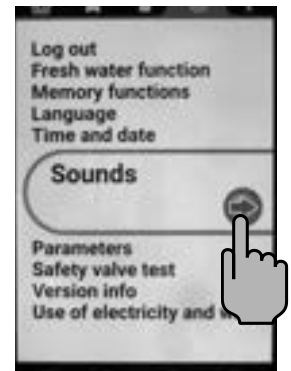 Log out
Fresh water function
Memory functions
Language
Time and date
Sounds
Parameters
Safety valve test
Version info
Use of electricity and